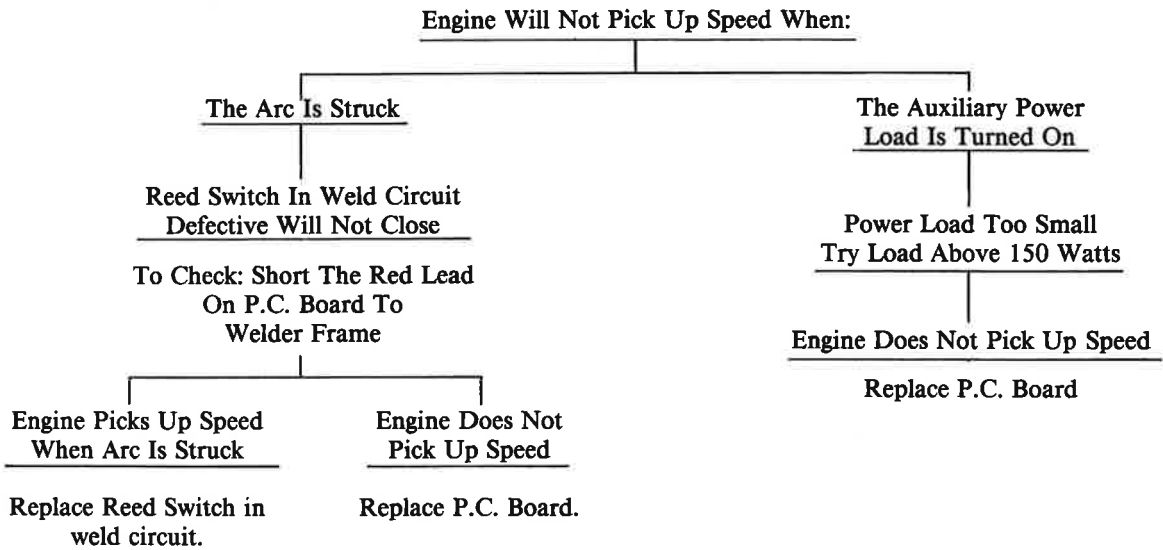 Engine Will Not Pick Up Speed When:
The Arc Is Struck
Reed Switch In Weld Circuit
Defective Will Not Close
To Check: Short The Red Lead
On P.C. Board To
Welder Frame
Engine Picks Up Speed
When Arc Is Struck
Replace Reed Switch in
weld circuit.
Engine Does Not
Pick Up Speed
Replace P.C. Board.
The Auxiliary Power
Load Is Turned On
Power Load Too Small
Try Load Above 150 Watts
Engine Does Not Pick Up Speed
Replace P.C. Board